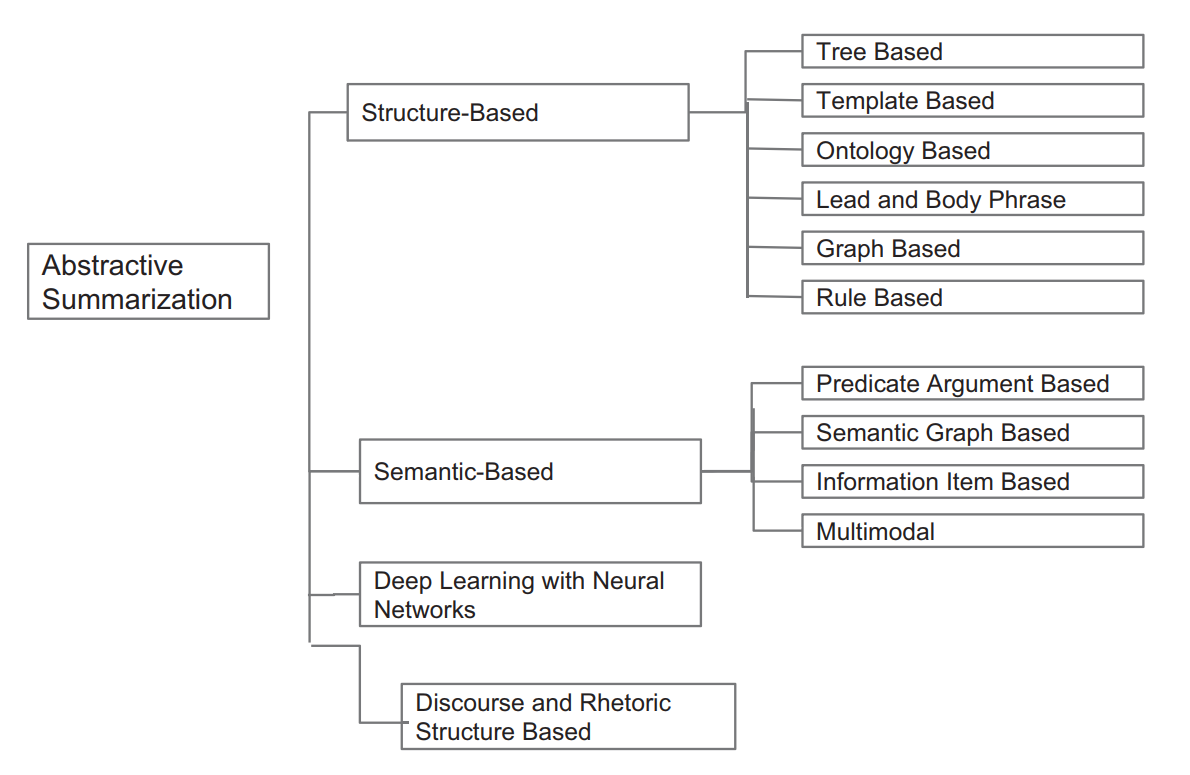 Abstractive
Summarization
Structure-Based
Tree Based
Template Based
Ontology Based
Lead and Body Phrase
Graph Based
Rule Based
Semantic-Based
Predicate Argument Based
Semantic Graph Based
Information Item Based
Multimodal
Deep Learning with Neural
Networks
Discourse and Rhetoric
Structure Based